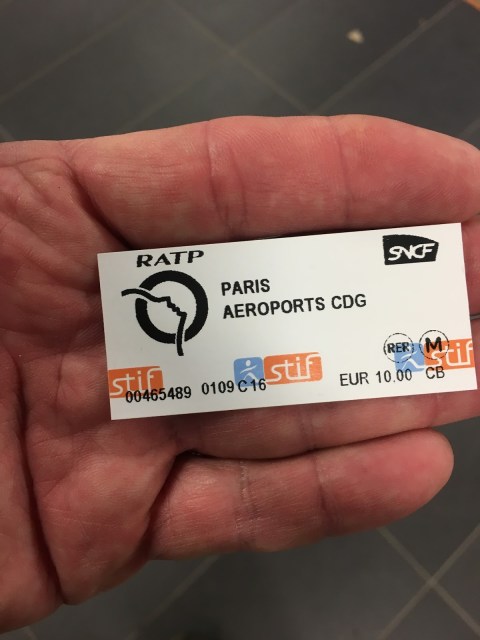 RATP
SNCF
PARIS
AEROPORTS CDG
RER M
stif stif stif
00465489 0109 C 16 EUR 10.00 CB